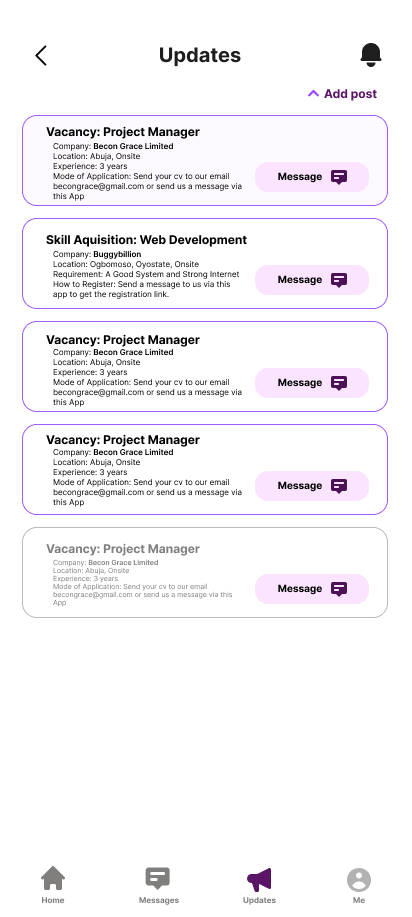 Updates
Add post
Vacancy: Project Manager
Company: Becon Grace Limited
Location: Abuja, Onsite
Experience: 3 years
Mode of Application: Send your cv to our email
becongrace@gmail.com or send us a message via
this App
Message
Skill Aquisition: Web Development
Company: Buggybillion
Location: Ogbomoso, Oyostate, Onsite
Requirement: A Good System and Strong Internet
How to Register: Send a message to us via this
app to get the registration link.
Message
Vacancy: Project Manager
Company: Becon Grace Limited
Location: Abuja, Onsite
Experience: 3 years
Mode of Application: Send your cv to our email
becongrace@gmail.com or send us a message via
this App
Message
Vacancy: Project Manager
Company: Becon Grace Limited
Location: Abuja, Onsite
Experience: 3 years
Mode of Application: Send your cv to our email
becongrace@gmail.com or send us a message via
this App
Message
Vacancy: Project Manager
Company: Becon Grace Limited
Location: Abuja, Onsite
Experience: 3 years
Mode of Application: Send your cv to our email
becongrace@gmail.com or send us a message via this
App
Message
Home
Messages
Updates
Me